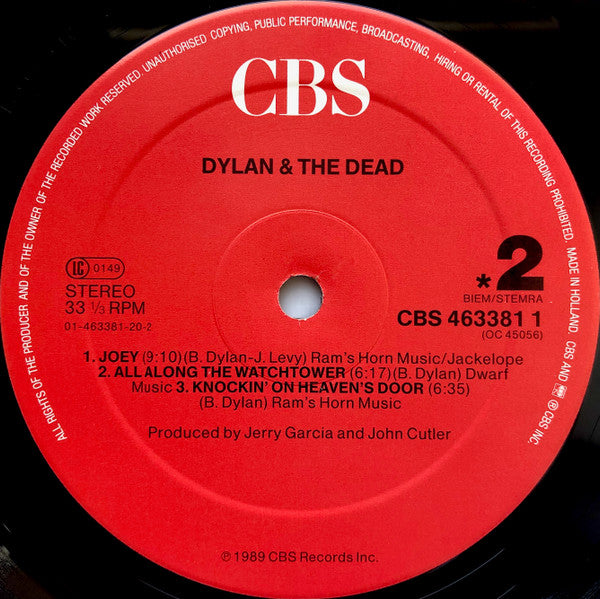 ALL RIGHTS OF THE PRODUCER AND OF THE OWNER OF THE RECORDED WORK RESERVED. UNAUTHORISED COPYING, PUBLIC PERFORMANCE, BROADCASTING, HIRING OR RENTAL OF THIS RECORDING PROHIBITED. MADE IN HOLLAND. CBS AND ® CBS INC.
CBS
DYLAN & THE DEAD
LC 0149
STEREO
33 ⅓ RPM
01-463381-20-2
*2
BIEM/STEMRA
CBS 463381 1
(OC 45056)
1. JOEY (9:10) (B. Dylan-J. Levy) Ram's Horn Music/Jackelope
2. ALL ALONG THE WATCHTOWER (6:17) (B. Dylan) Dwarf
Music 3. KNOCKIN' ON HEAVEN'S DOOR (6:35)
(B. Dylan) Ram's Horn Music
Produced by Jerry Garcia and John Cutler
℗ 1989 CBS Records Inc.